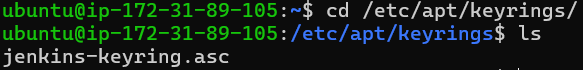 ubuntu@ip-172-31-89-105:~$ cd /etc/apt/keyrings/
ubuntu@ip-172-31-89-105:/etc/apt/keyrings$ ls
jenkins-keyring.asc